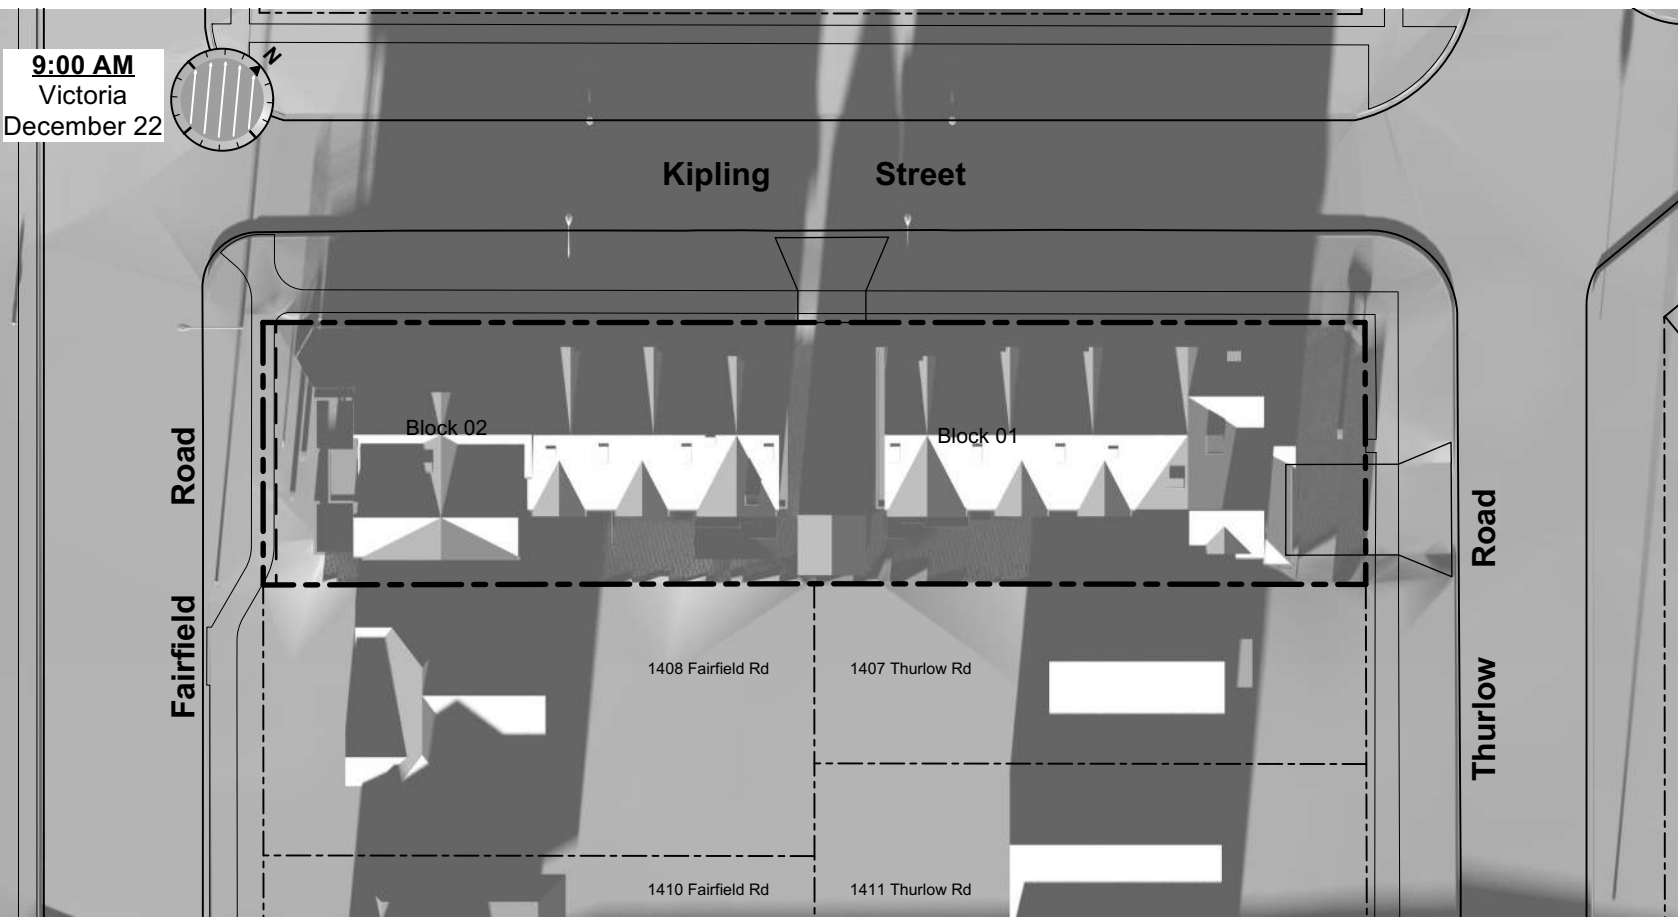 N
9:00 AM
Victoria
December 22
Kipling Street
Block 02
Block 01
Road
Fairfield
Road
Thurlow
1408 Fairfield Rd
1407 Thurlow Rd
1410 Fairfield Rd
1411 Thurlow Rd